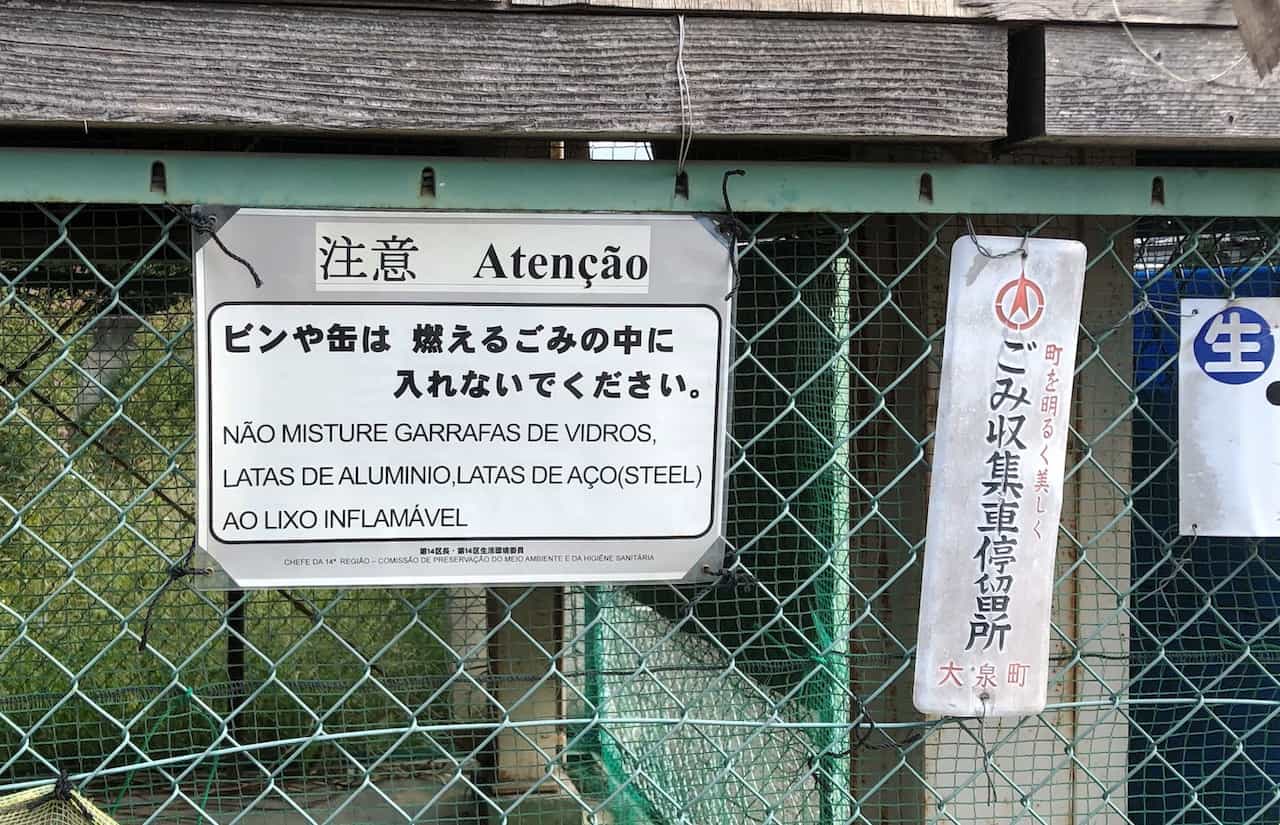 注意 Atenção
ビンや缶は 燃えるごみの中に
入れないでください。
NÃO MISTURE GARRAFAS DE VIDROS,
LATAS DE ALUMINIO,LATAS DE AÇO(STEEL)
AO LIXO INFLAMÁVEL
第14区長・第14区生活環境委員
CHEFE DA 14ª REGIÃO – COMISSÃO DE PRESERVAÇÃO DO MEIO AMBIENTE E DA HIGIÊNE SANITÁRIA
町を明るく美しく
ごみ収集車停留所
大泉町
生